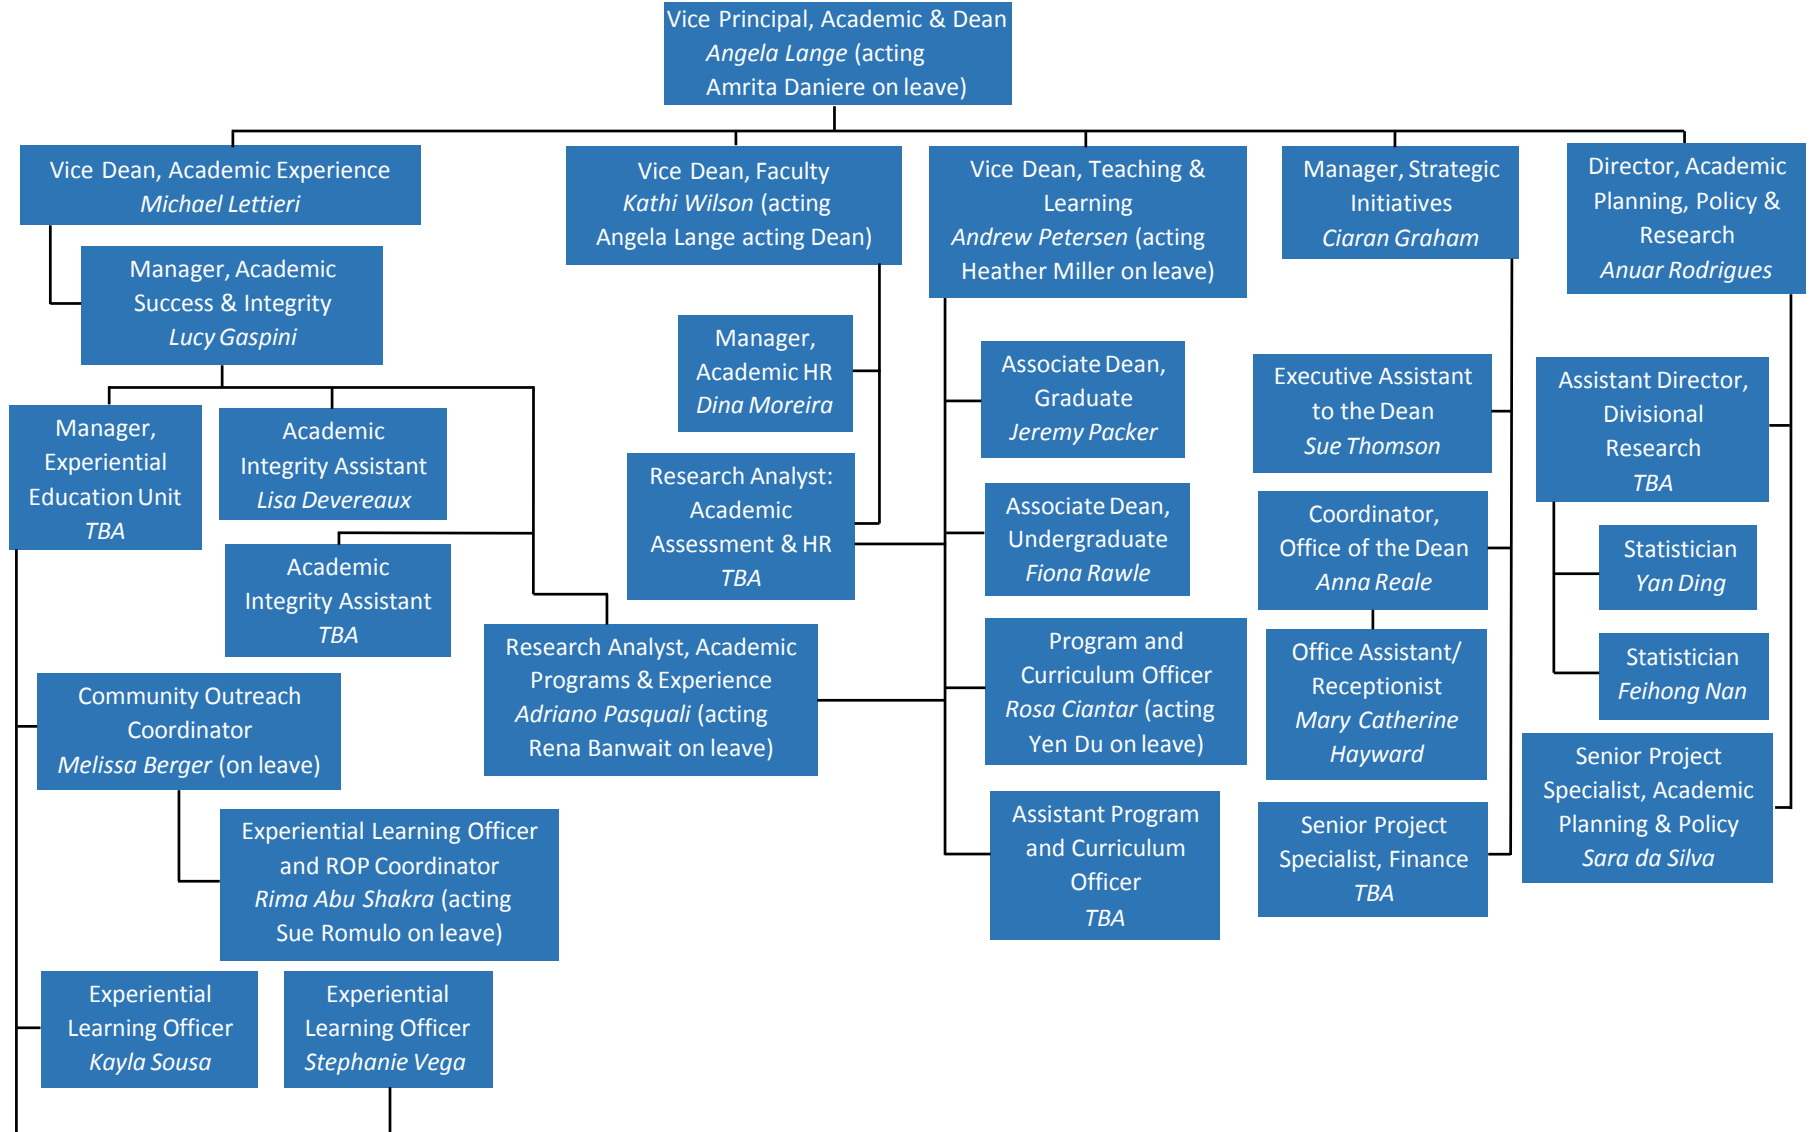 Vice Principal, Academic & Dean
Angela Lange (acting
Amrita Daniere on leave)
Vice Dean, Academic Experience
Michael Lettieri
Vice Dean, Faculty
Kathi Wilson (acting
Angela Lange acting Dean)
Vice Dean, Teaching &
Learning
Andrew Petersen (acting
Heather Miller on leave)
Manager, Strategic
Initiatives
Ciaran Graham
Director, Academic
Planning, Policy &
Research
Anuar Rodrigues
Manager, Academic
Success & Integrity
Lucy Gaspini
Manager,
Academic HR
Dina Moreira
Associate Dean,
Graduate
Jeremy Packer
Executive Assistant
to the Dean
Sue Thomson
Assistant Director,
Divisional
Research
TBA
Manager,
Experiential
Education Unit
TBA
Academic
Integrity Assistant
Lisa Devereaux
Research Analyst:
Academic
Assessment & HR
TBA
Associate Dean,
Undergraduate
Fiona Rawle
Coordinator,
Office of the Dean
Anna Reale
Statistician
Yan Ding
Academic
Integrity Assistant
TBA
Research Analyst, Academic
Programs & Experience
Adriano Pasquali (acting
Rena Banwait on leave)
Program and
Curriculum Officer
Rosa Ciantar (acting
Yen Du on leave)
Office Assistant/
Receptionist
Mary Catherine
Hayward
Statistician
Feihong Nan
Community Outreach
Coordinator
Melissa Berger (on leave)
Senior Project
Specialist, Academic
Planning & Policy
Sara da Silva
Assistant Program
and Curriculum
Officer
TBA
Senior Project
Specialist, Finance
TBA
Experiential Learning Officer
and ROP Coordinator
Rima Abu Shakra (acting
Sue Romulo on leave)
Experiential
Learning Officer
Kayla Sousa
Experiential
Learning Officer
Stephanie Vega